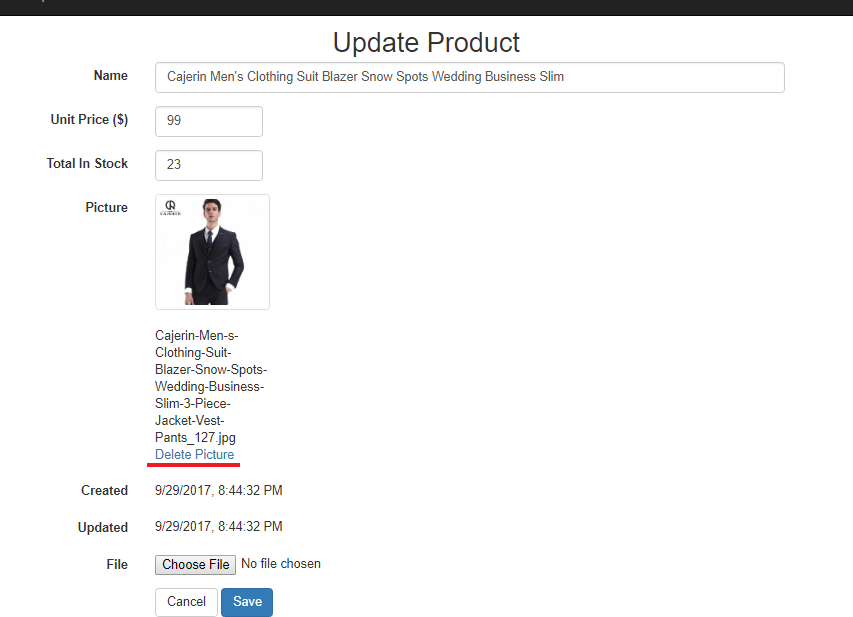 Update Product
Name
Cajerin Men's Clothing Suit Blazer Snow Spots Wedding Business Slim
Unit Price ($)
99
Total In Stock
23
Picture
CAJERIN
Cajerin-Men-s-
Clothing-Suit-
Blazer-Snow-Spots-
Wedding-Business-
Slim-3-Piece-
Jacket-Vest-
Pants_127.jpg
Delete Picture
Created
9/29/2017, 8:44:32 PM
Updated
9/29/2017, 8:44:32 PM
File
Choose File No file chosen
Cancel Save